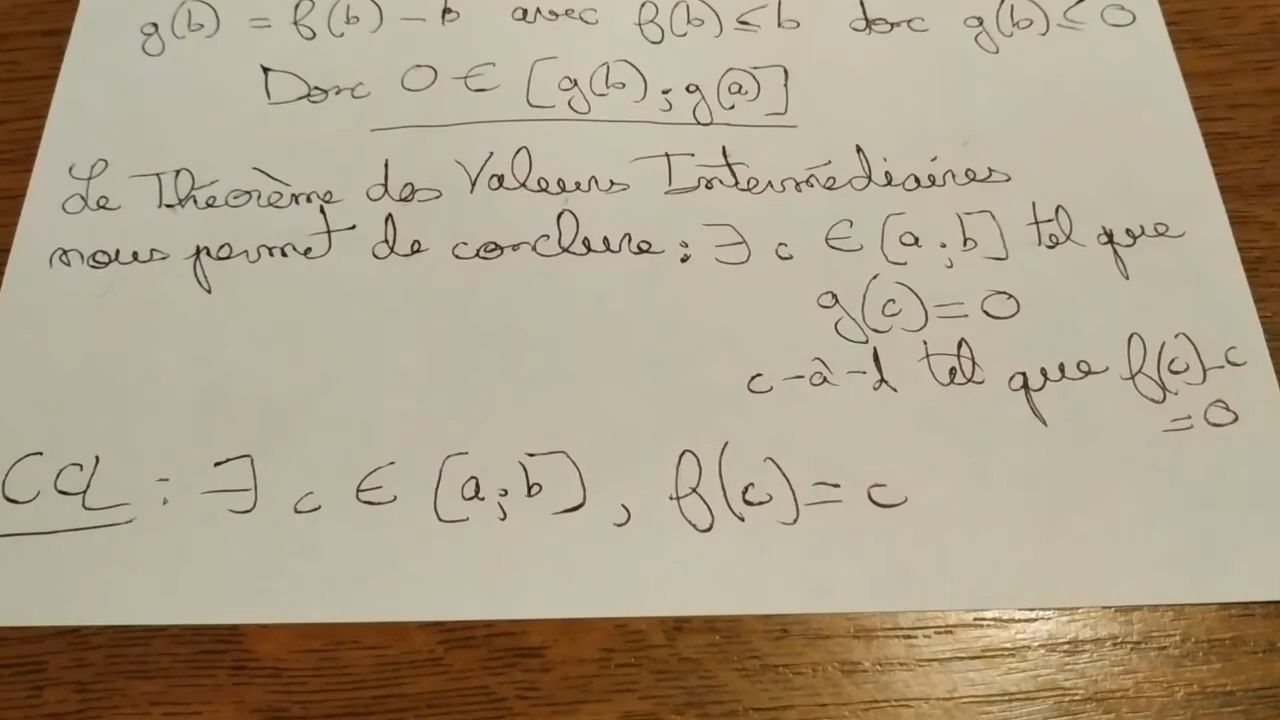 g(b) = f(b) - b avec f(b) ≤ b donc g(b) ≤ 0
Donc 0 ∈ [g(b) ; g(a)]
Le Théorème des Valeurs Intermédiaires
nous permet de conclure : ∃ c ∈ [a ; b] tel que
g(c) = 0
c-à-d tel que f(c) - c
= 0
CCL : ∃ c ∈ [a ; b] , f(c) = c